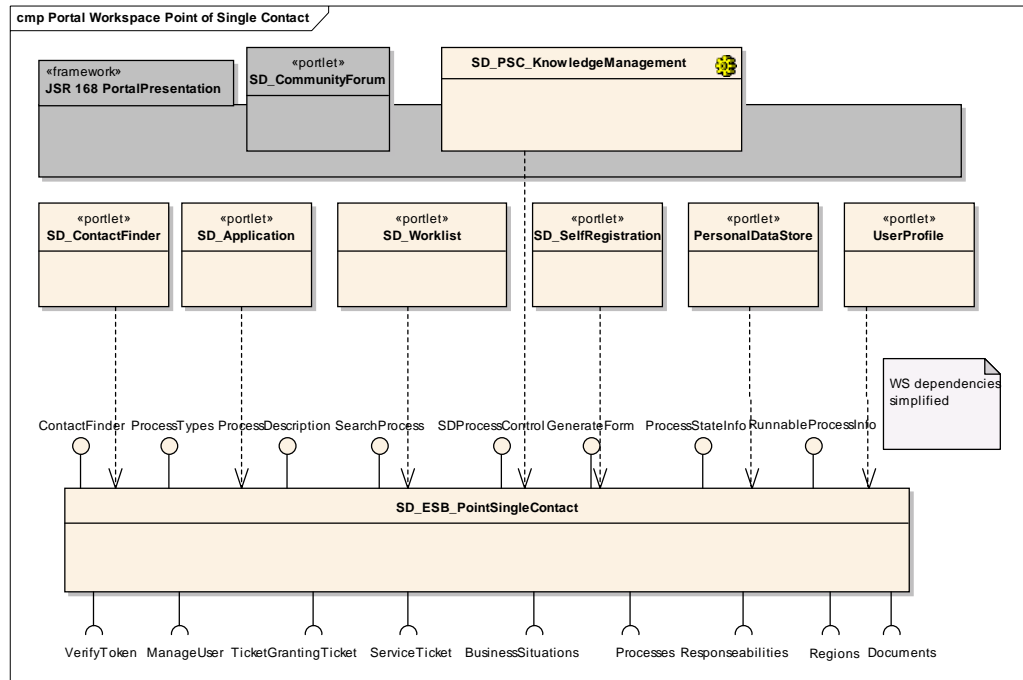 cmp Portal Workspace Point of Single Contact
«framework»
JSR 168 PortalPresentation
«portlet»
SD_CommunityForum
SD_PSC_KnowledgeManagement
«portlet»
SD_ContactFinder
«portlet»
SD_Application
«portlet»
SD_Worklist
«portlet»
SD_SelfRegistration
«portlet»
PersonalDataStore
«portlet»
UserProfile
WS dependencies
simplified
ContactFinder
ProcessTypes
ProcessDescription
SearchProcess
SDProcessControl
GenerateForm
ProcessStateInfo
RunnableProcessInfo
SD_ESB_PointSingleContact
VerifyToken
ManageUser
TicketGrantingTicket
ServiceTicket
BusinessSituations
Processes
Responseabilities
Regions
Documents